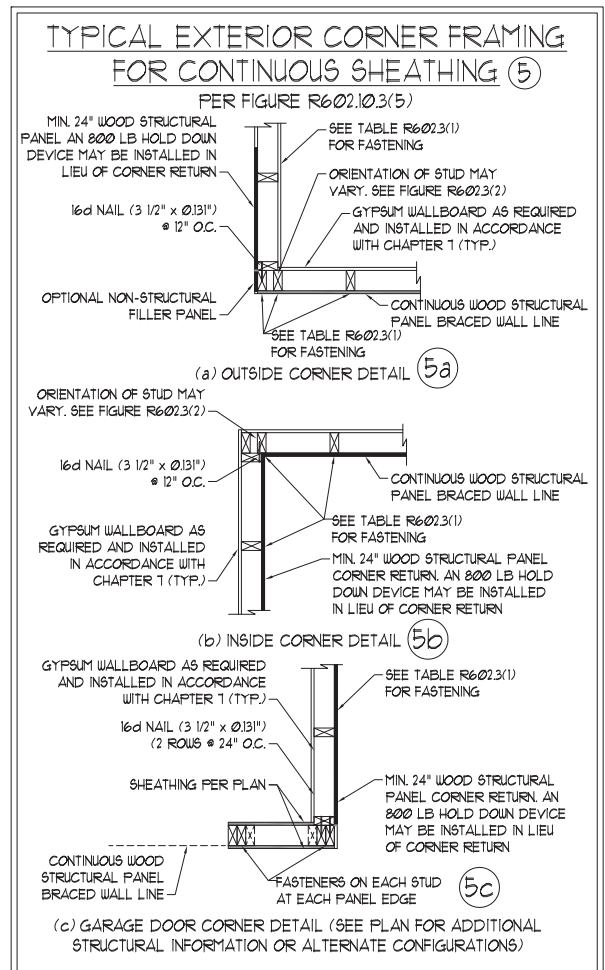 TYPICAL EXTERIOR CORNER FRAMING
FOR CONTINUOUS SHEATHING 5
PER FIGURE R602.10.3(5)
MIN. 24" WOOD STRUCTURAL
PANEL AN 800 LB HOLD DOWN
DEVICE MAY BE INSTALLED IN
LIEU OF CORNER RETURN
SEE TABLE R602.3(1)
FOR FASTENING
ORIENTATION OF STUD MAY
VARY. SEE FIGURE R602.3(2)
16d NAIL (3 1/2" x 0.131")
@ 12" O.C.
GYPSUM WALLBOARD AS REQUIRED
AND INSTALLED IN ACCORDANCE
WITH CHAPTER 7 (TYP.)
OPTIONAL NON-STRUCTURAL
FILLER PANEL
CONTINUOUS WOOD STRUCTURAL
PANEL BRACED WALL LINE
SEE TABLE R602.3(1)
FOR FASTENING
(a) OUTSIDE CORNER DETAIL 5a
ORIENTATION OF STUD MAY
VARY. SEE FIGURE R602.3(2)
16d NAIL (3 1/2" x 0.131")
@ 12" O.C.
CONTINUOUS WOOD STRUCTURAL
PANEL BRACED WALL LINE
SEE TABLE R602.3(1)
FOR FASTENING
GYPSUM WALLBOARD AS
REQUIRED AND INSTALLED
IN ACCORDANCE WITH
CHAPTER 7 (TYP.)
MIN. 24" WOOD STRUCTURAL PANEL
CORNER RETURN. AN 800 LB HOLD
DOWN DEVICE MAY BE INSTALLED
IN LIEU OF CORNER RETURN
(b) INSIDE CORNER DETAIL 5b
GYPSUM WALLBOARD AS REQUIRED
AND INSTALLED IN ACCORDANCE
WITH CHAPTER 7 (TYP.)
SEE TABLE R602.3(1)
FOR FASTENING
16d NAIL (3 1/2" x 0.131")
(2 ROWS @ 24" O.C.
SHEATHING PER PLAN
MIN. 24" WOOD STRUCTURAL
PANEL CORNER RETURN. AN
800 LB HOLD DOWN DEVICE
MAY BE INSTALLED IN LIEU
OF CORNER RETURN
CONTINUOUS WOOD
STRUCTURAL PANEL
BRACED WALL LINE
FASTENERS ON EACH STUD
AT EACH PANEL EDGE
5c
(c) GARAGE DOOR CORNER DETAIL (SEE PLAN FOR ADDITIONAL
STRUCTURAL INFORMATION OR ALTERNATE CONFIGURATIONS)